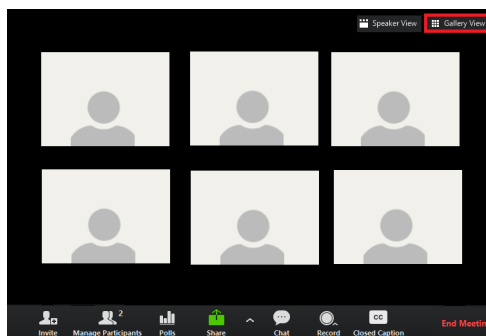 Speaker View Gallery View
2
CC
Invite Manage Participants Polls Share Chat Record Closed Caption End Meetin